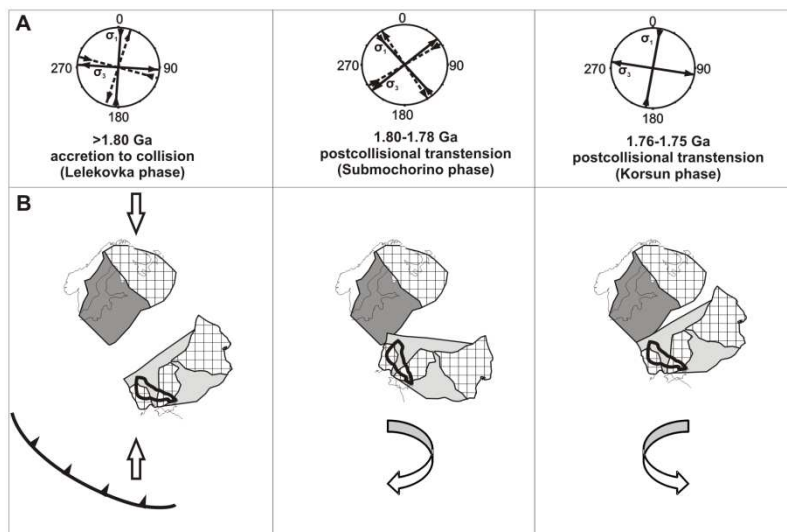 A
0
σ1
270
90
σ3
180
>1.80 Ga
accretion to collision
(Lelekovka phase)
0
σ1
270
90
σ3
180
1.80-1.78 Ga
postcollisional transtension
(Submochorino phase)
0
σ1
270
90
σ3
180
1.76-1.75 Ga
postcollisional transtension
(Korsun phase)
B